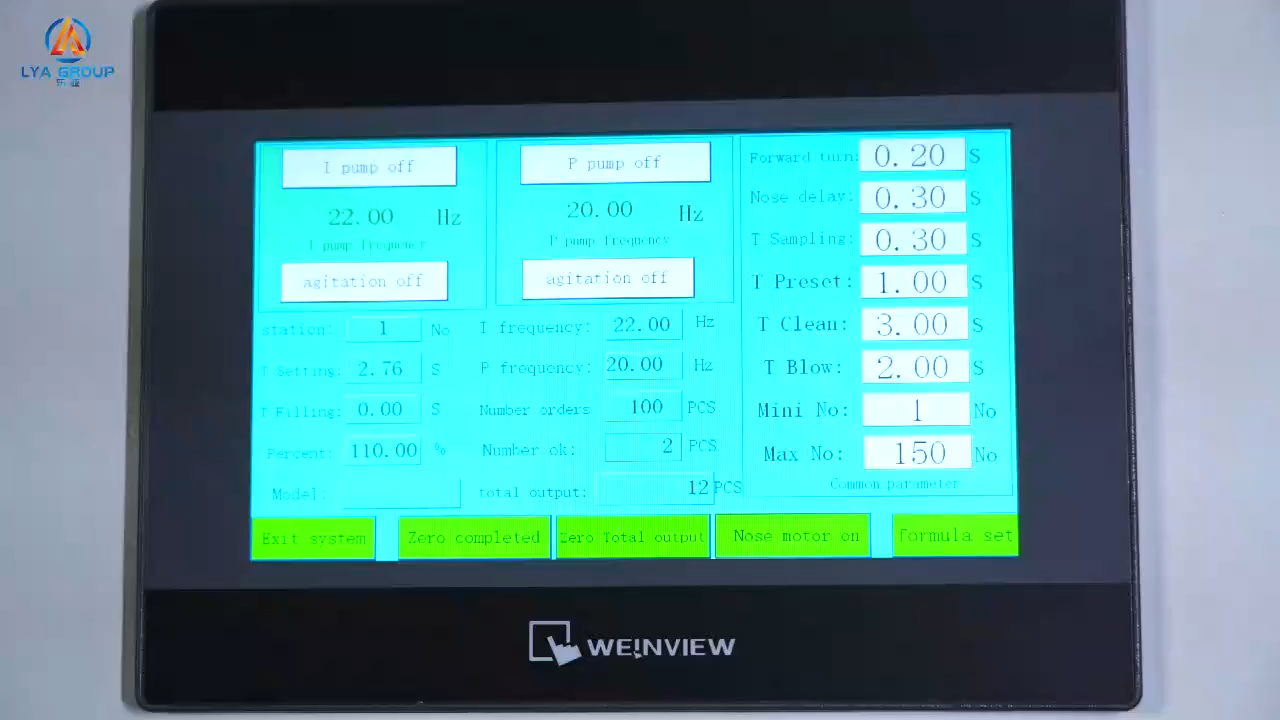 LYA GROUP
乐亚
I pump off
22.00 Hz
I pump frequency
agitation off
P pump off
20.00 Hz
P pump frequency
agitation off
Forward turn: 0.20 S
Nose delay: 0.30 S
T Sampling: 0.30 S
T Preset: 1.00 S
T Clean: 3.00 S
T Blow: 2.00 S
Mini No: 1 No
Max No: 150 No
Common parameter
station: 1 No
T Setting: 2.76 S
T Filling: 0.00 S
Percent: 110.00 %
Model:
I frequency: 22.00 Hz
P frequency: 20.00 Hz
Number orders 100 PCS
Number ok: 2 PCS
total output: 12 PCS
Exit system
Zero completed
Zero Total output
Nose motor on
Formula set
WEINVIEW